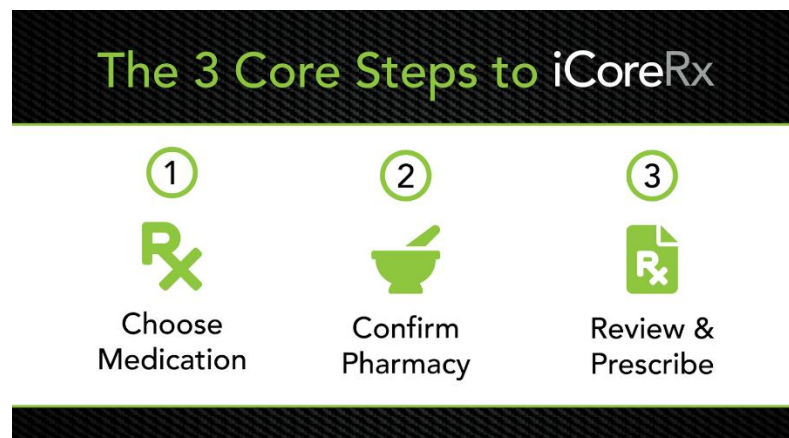 The 3 Core Steps to iCoreRx
1
2
3
Rx
Rx
Choose
Medication
Confirm
Pharmacy
Review &
Prescribe